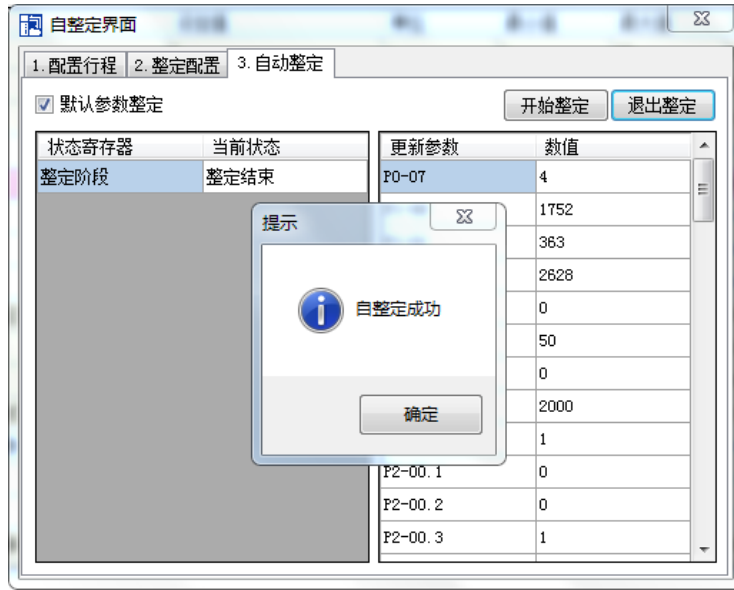 自整定界面
1.配置行程 2.整定配置 3.自动整定
默认参数整定 开始整定 退出整定
状态寄存器 当前状态 更新参数 数值
整定阶段 整定结束 P0-07 4
提示
1752
363
2628
自整定成功
0
50
0
确定
2000
1
P2-00.1 0
P2-00.2 0
P2-00.3 1